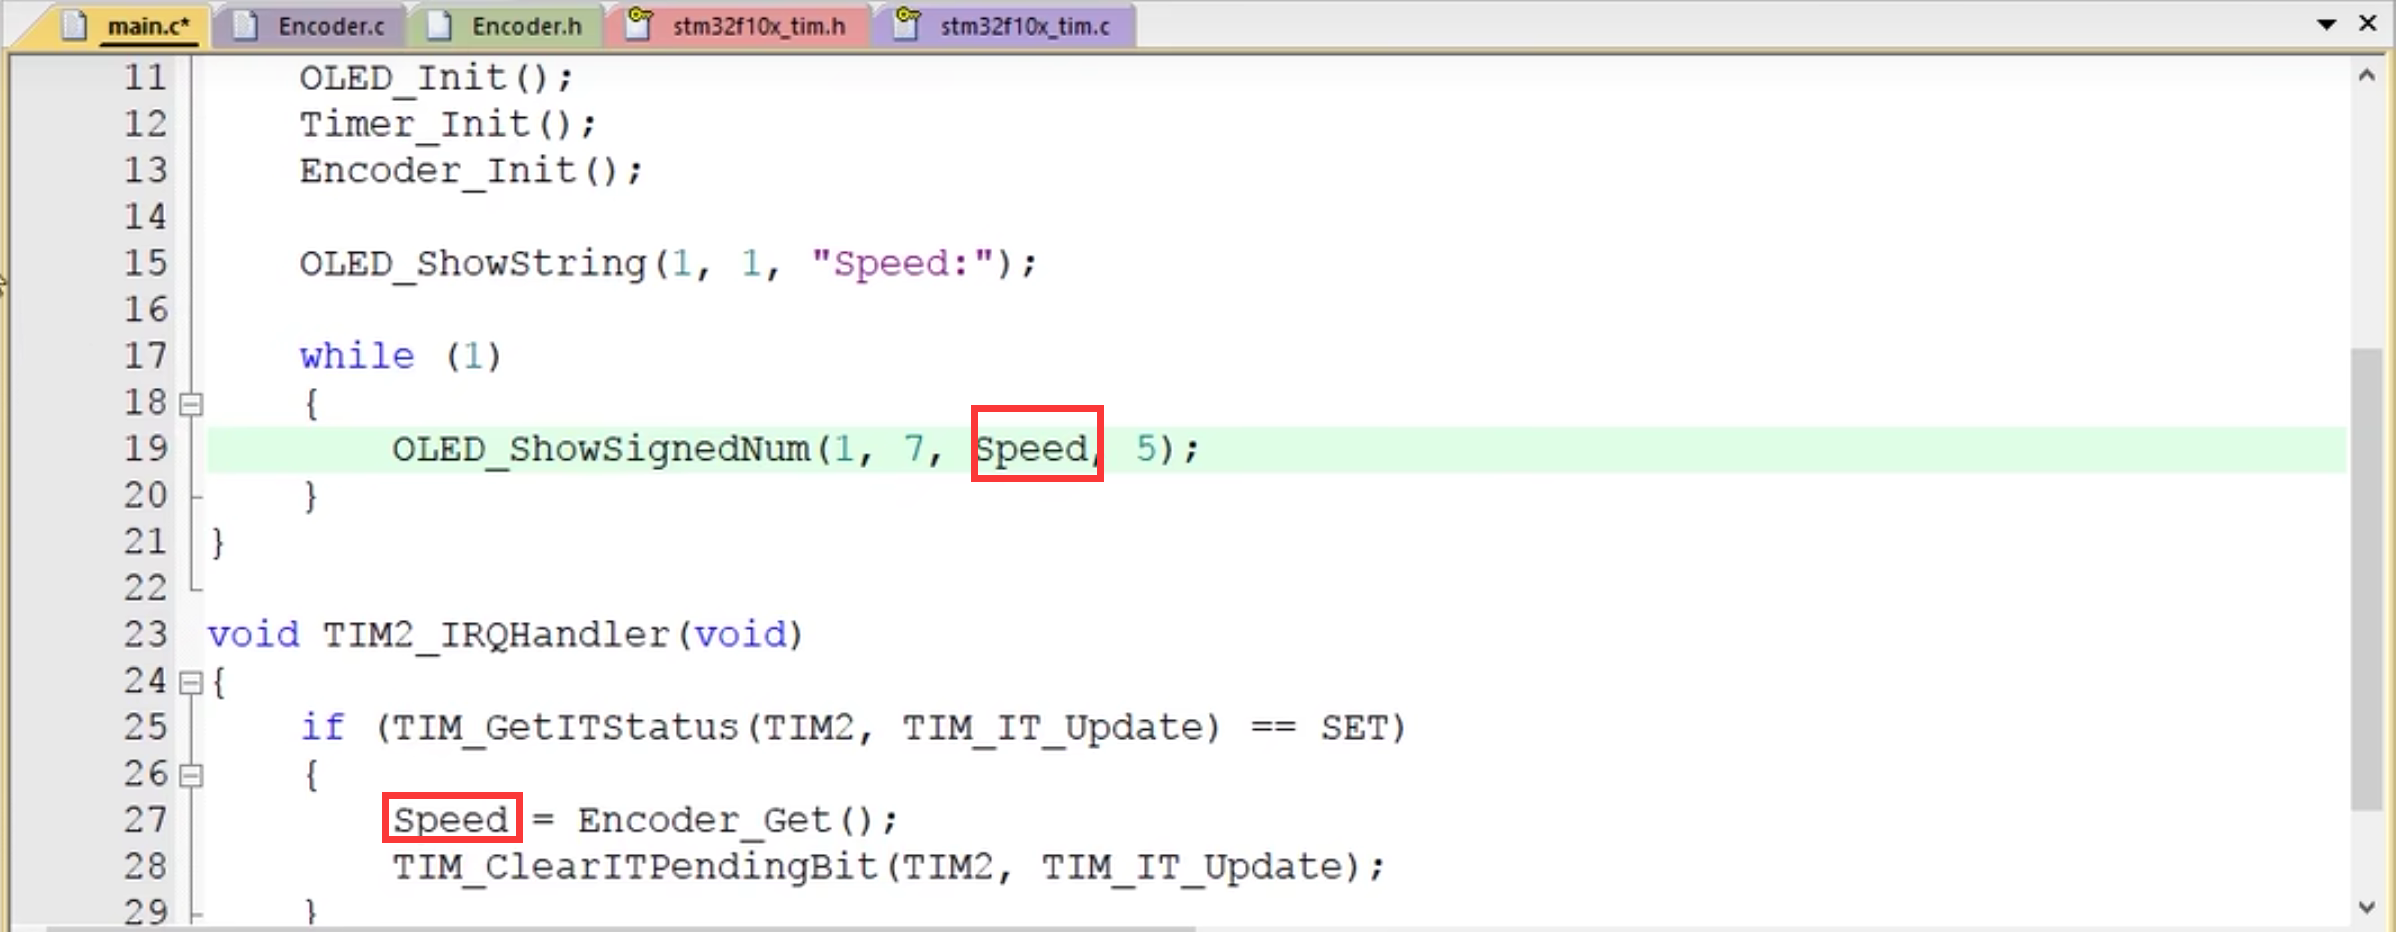 main.c* Encoder.c Encoder.h stm32f10x_tim.h stm32f10x_tim.c
11 OLED_Init();
12 Timer_Init();
13 Encoder_Init();
14
15 OLED_ShowString(1, 1, "Speed:");
16
17 while (1)
18 {
19 OLED_ShowSignedNum(1, 7, Speed, 5);
20 }
21 }
22
23 void TIM2_IRQHandler(void)
24 {
25 if (TIM_GetITStatus(TIM2, TIM_IT_Update) == SET)
26 {
27 Speed = Encoder_Get();
28 TIM_ClearITPendingBit(TIM2, TIM_IT_Update);
29 }